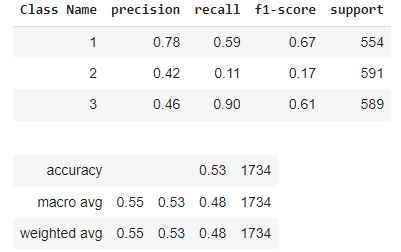 Class Name precision recall f1-score support
1 0.78 0.59 0.67 554
2 0.42 0.11 0.17 591
3 0.46 0.90 0.61 589
accuracy 0.53 1734
macro avg 0.55 0.53 0.48 1734
weighted avg 0.55 0.53 0.48 1734